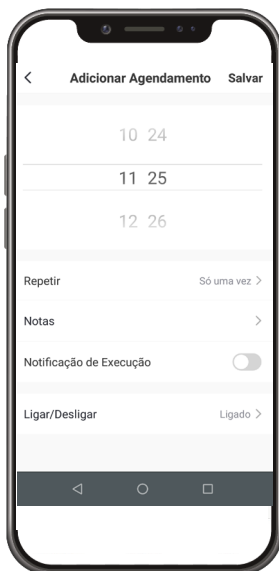 Adicionar Agendamento Salvar
10 24
11 25
12 26
Repetir Só uma vez
Notas
Notificação de Execução
Ligar/Desligar Ligado